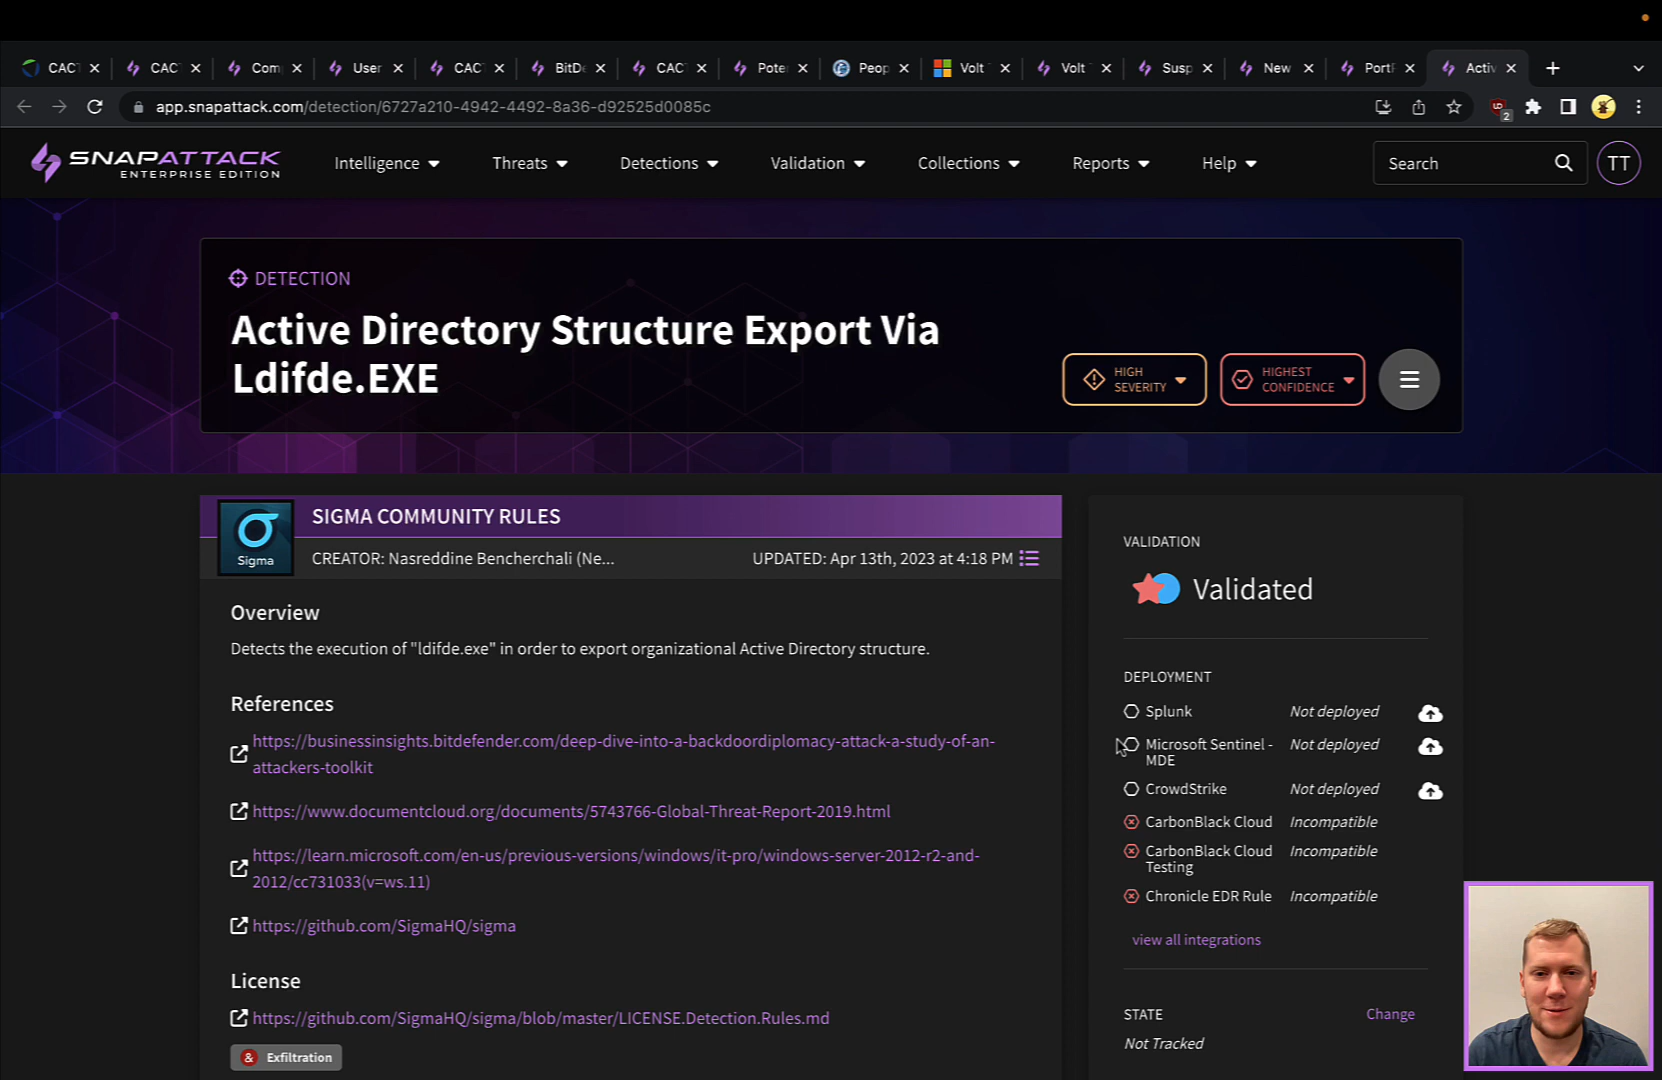 CAC
CAC
Com
User
CAC
BitD
CAC
Pote
Peop
Volt
Volt
Susp
New
Port
Activ
app.snapattack.com/detection/6727a210-4942-4492-8a36-d92525d0085c
2
SNAPATTACK
ENTERPRISE EDITION
Intelligence
Threats
Detections
Validation
Collections
Reports
Help
Search
TT
DETECTION
Active Directory Structure Export Via
Ldifde.EXE
HIGH
SEVERITY
HIGHEST
CONFIDENCE
SIGMA COMMUNITY RULES
Sigma
CREATOR: Nasreddine Bencherchali (Ne...
UPDATED: Apr 13th, 2023 at 4:18 PM
Overview
Detects the execution of "ldifde.exe" in order to export organizational Active Directory structure.
References
https://businessinsights.bitdefender.com/deep-dive-into-a-backdoordiplomacy-attack-a-study-of-an-
attackers-toolkit
https://www.documentcloud.org/documents/5743766-Global-Threat-Report-2019.html
https://learn.microsoft.com/en-us/previous-versions/windows/it-pro/windows-server-2012-r2-and-
2012/cc731033(v=ws.11)
https://github.com/SigmaHQ/sigma
License
https://github.com/SigmaHQ/sigma/blob/master/LICENSE.Detection.Rules.md
& Exfiltration
VALIDATION
Validated
DEPLOYMENT
Splunk Not deployed
Microsoft Sentinel - Not deployed
MDE
CrowdStrike Not deployed
CarbonBlack Cloud Incompatible
CarbonBlack Cloud Incompatible
Testing
Chronicle EDR Rule Incompatible
view all integrations
STATE
Change
Not Tracked